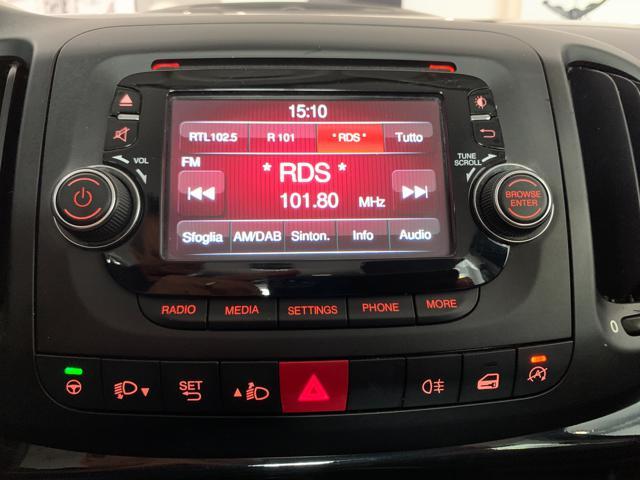 15:10
RTL102.5 R 101 * RDS * Tutto
FM
* RDS *
101.80 MHz
Sfoglia AM/DAB Sinton. Info Audio
VOL
TUNE
SCROLL
BROWSE
ENTER
RADIO MEDIA SETTINGS PHONE MORE
SET
0
A